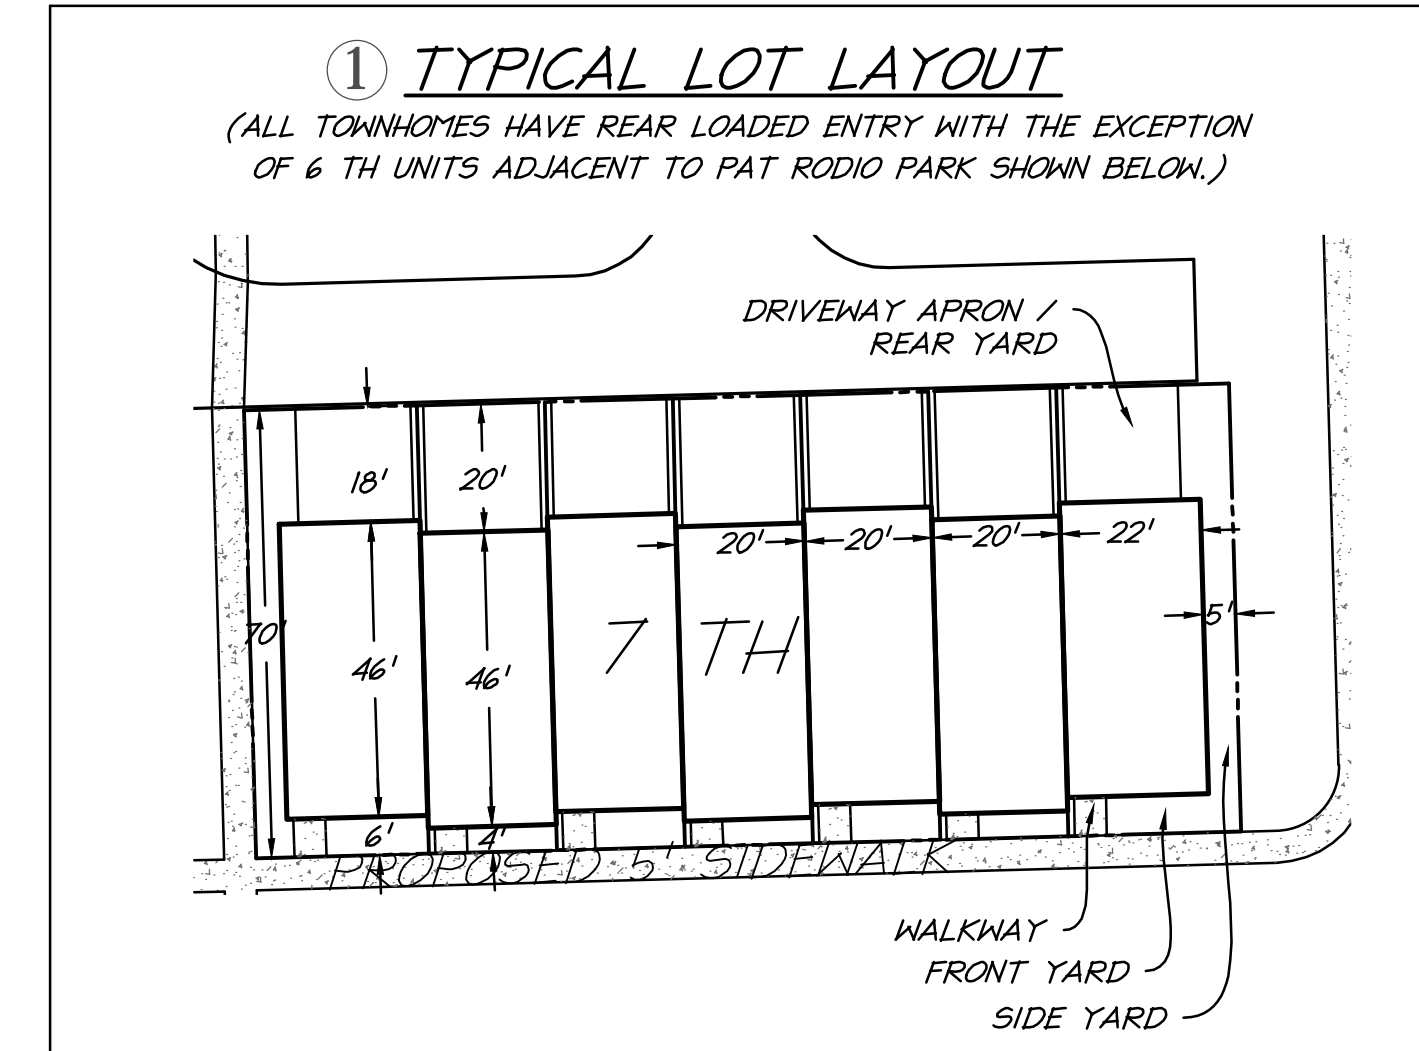 1 TYPICAL LOT LAYOUT
(ALL TOWNHOMES HAVE REAR LOADED ENTRY WITH THE EXCEPTION
OF 6 TH UNITS ADJACENT TO PAT RODIO PARK SHOWN BELOW.)
DRIVEWAY APRON /
REAR YARD
18'
20'
20'
20'
20'
22'
5'
70'
46'
46'
7 TH
6'
4'
PROPOSED 5' SIDEWALK
WALKWAY
FRONT YARD
SIDE YARD